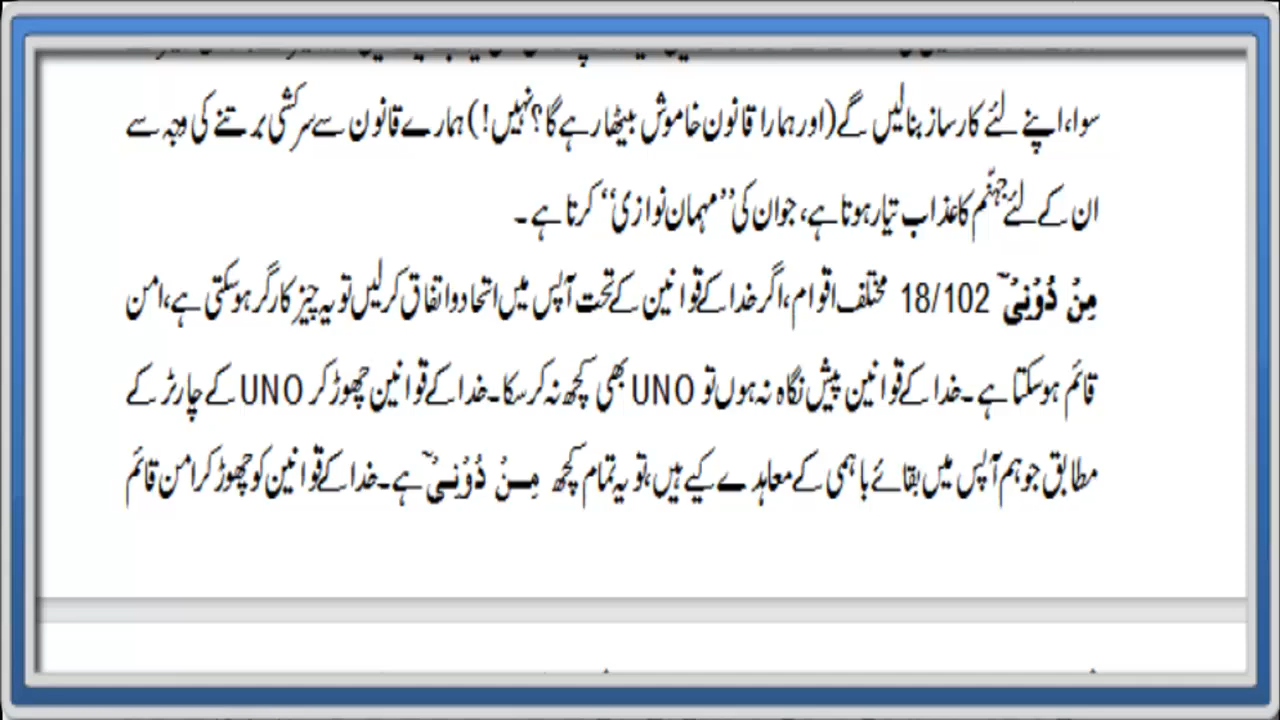 سوا، اپنے لئے کارساز بنالیں گے (اور ہمارا قانون خاموش بیٹھا رہے گا؟ نہیں!) ہمارے قانون سے سرکشی برتنے کی وجہ سے
ان کے لئے جہنّم کا عذاب تیار ہوتا ہے، جو ان کی ’’مہمان نوازی‘‘ کرتا ہے۔
مِنْ دُوْنِیْٓ 18/102 مختلف اقوام، اگر خدا کے قوانین کے تحت آپس میں اتحاد و اتفاق کرلیں تو یہ چیز کارگر ہوسکتی ہے، امن
قائم ہوسکتا ہے۔ خدا کے قوانین پیش نگاہ نہ ہوں تو UNO بھی کچھ نہ کرسکا۔ خدا کے قوانین چھوڑ کر UNO کے چارٹر کے
مطابق جو ہم آپس میں بقائے باہمی کے معاہدے کیے ہیں، تو یہ تمام کچھ مِنْ دُوْنِیْٓ ہے۔ خدا کے قوانین کو چھوڑ کر امن قائم